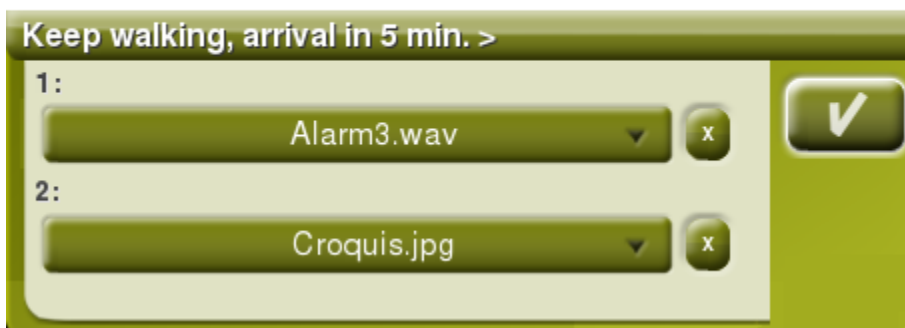 Keep walking, arrival in 5 min. >
1:
Alarm3.wav
x
2:
Croquis.jpg
x